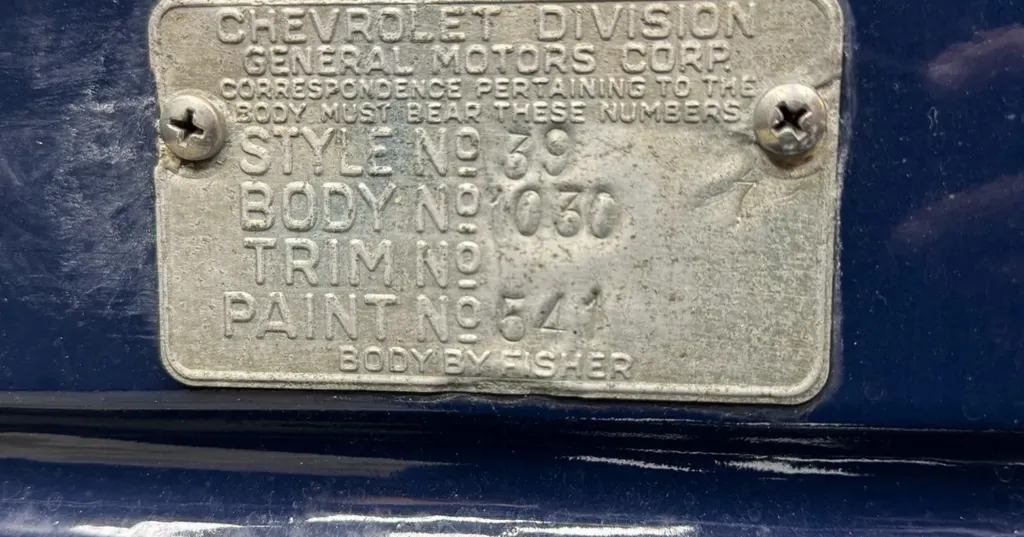 CHEVROLET DIVISION
GENERAL MOTORS CORP.
CORRESPONDENCE PERTAINING TO THE
BODY MUST BEAR THESE NUMBERS
STYLE Nº 39
BODY Nº 1030
TRIM Nº
PAINT Nº 541
BODY BY FISHER